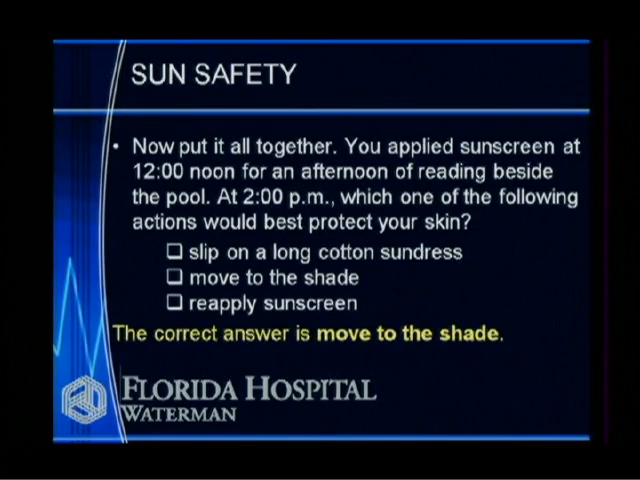 SUN SAFETY
• Now put it all together. You applied sunscreen at
12:00 noon for an afternoon of reading beside
the pool. At 2:00 p.m., which one of the following
actions would best protect your skin?
❑ slip on a long cotton sundress
❑ move to the shade
❑ reapply sunscreen
The correct answer is move to the shade.
FLORIDA HOSPITAL
WATERMAN